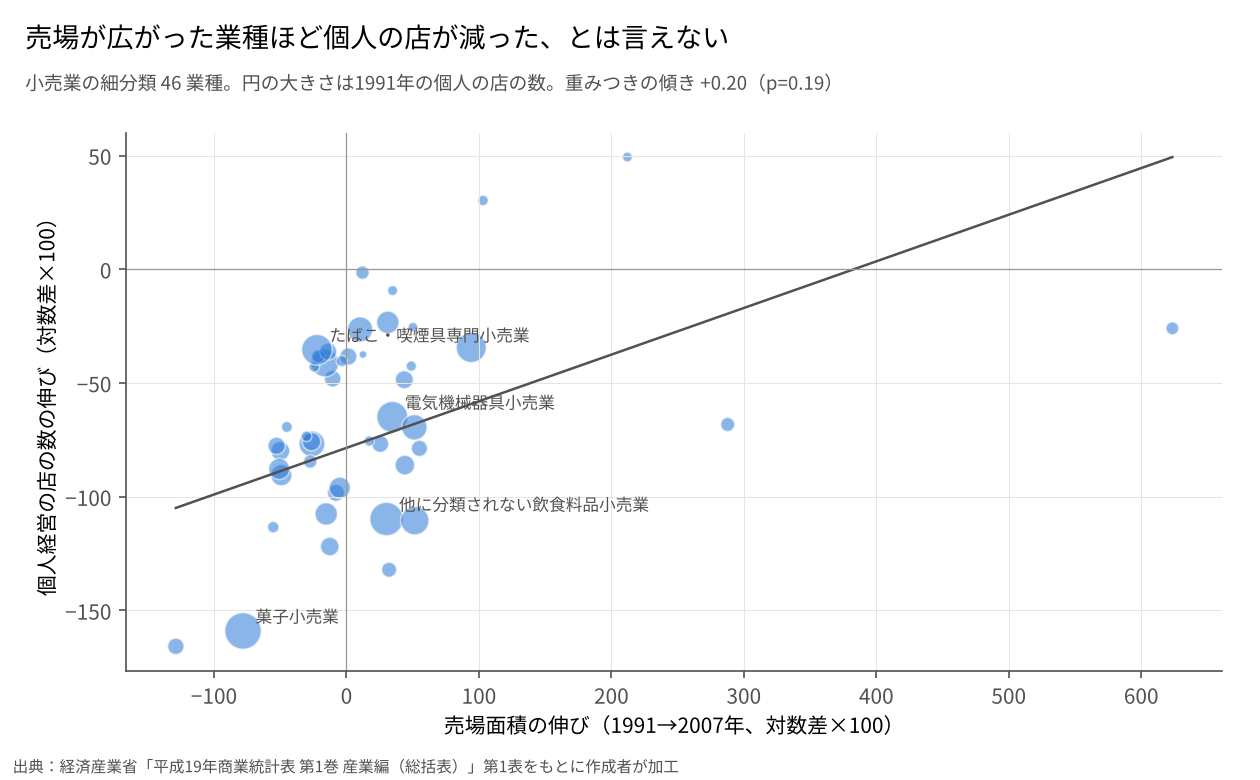 売場が広がった業種ほど個人の店が減った、とは言えない
小売業の細分類 46 業種。円の大きさは1991年の個人の店の数。重みつきの傾き +0.20（p=0.19）
個人経営の店の数の伸び（対数差×100）
50
0
−50
−100
−150
たばこ・喫煙具専門小売業
電気機械器具小売業
他に分類されない飲食料品小売業
菓子小売業
−100
0
100
200
300
400
500
600
売場面積の伸び（1991→2007年、対数差×100）
出典：経済産業省「平成19年商業統計表 第1巻 産業編（総括表）」第1表をもとに作成者が加工